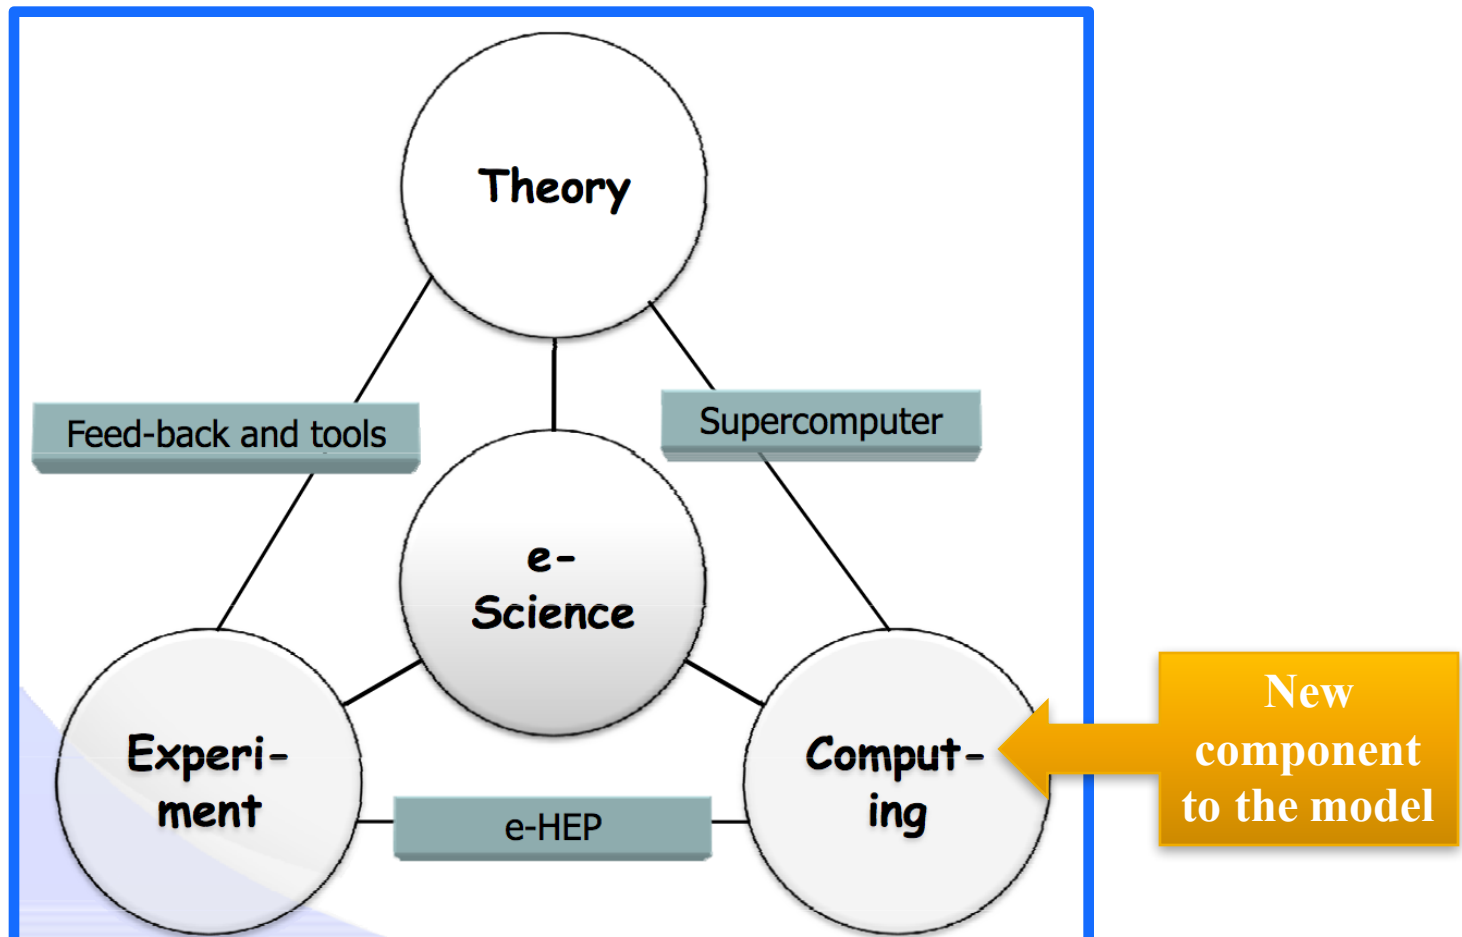 Theory
Feed-back and tools
Supercomputer
e-
Science
Experi-
ment
e-HEP
Comput-
ing
New
component
to the model